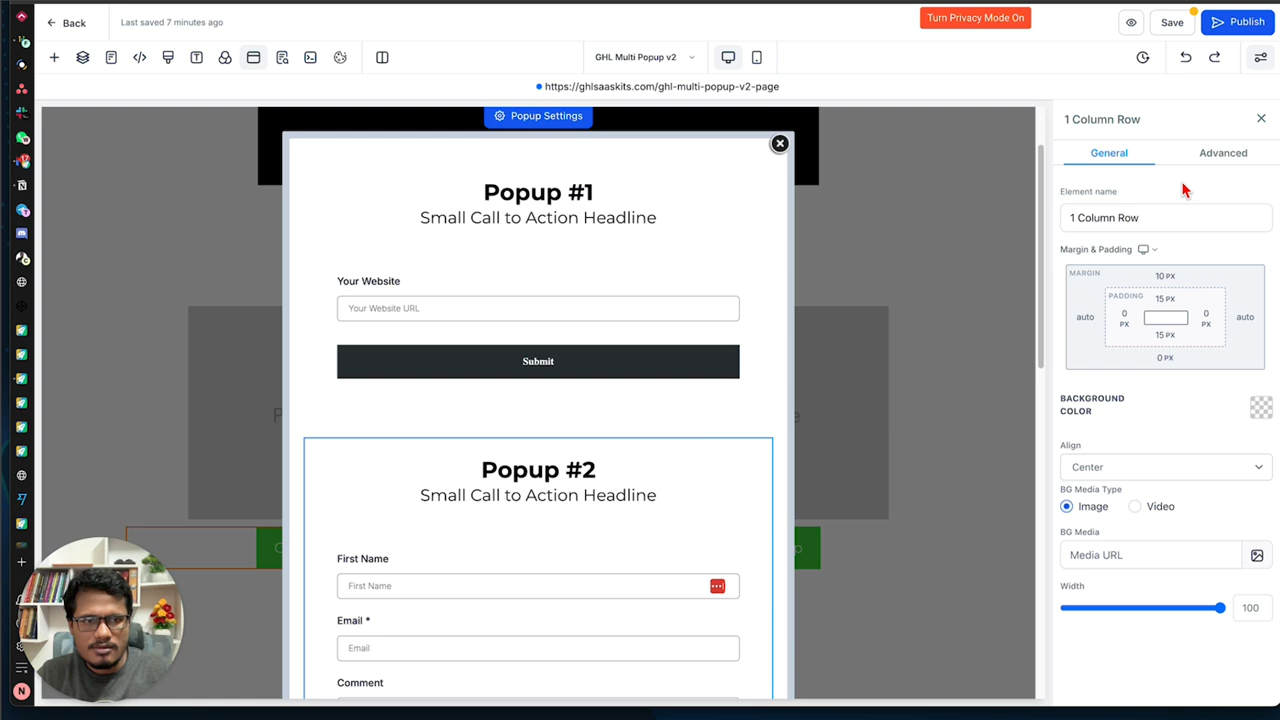 Back
Last saved 7 minutes ago
Turn Privacy Mode On
Save
Publish
GHL Multi Popup v2
https://ghlsaaskits.com/ghl-multi-popup-v2-page
Popup Settings
Popup #1
Small Call to Action Headline
Your Website
Your Website URL
Submit
Popup #2
Small Call to Action Headline
First Name
First Name
Email *
Email
Comment
1 Column Row
General
Advanced
Element name
1 Column Row
Margin & Padding
MARGIN
10 PX
PADDING
15 PX
auto
0
PX
0
PX
auto
15 PX
0 PX
BACKGROUND
COLOR
Align
Center
BG Media Type
Image
Video
BG Media
Media URL
Width
100
N